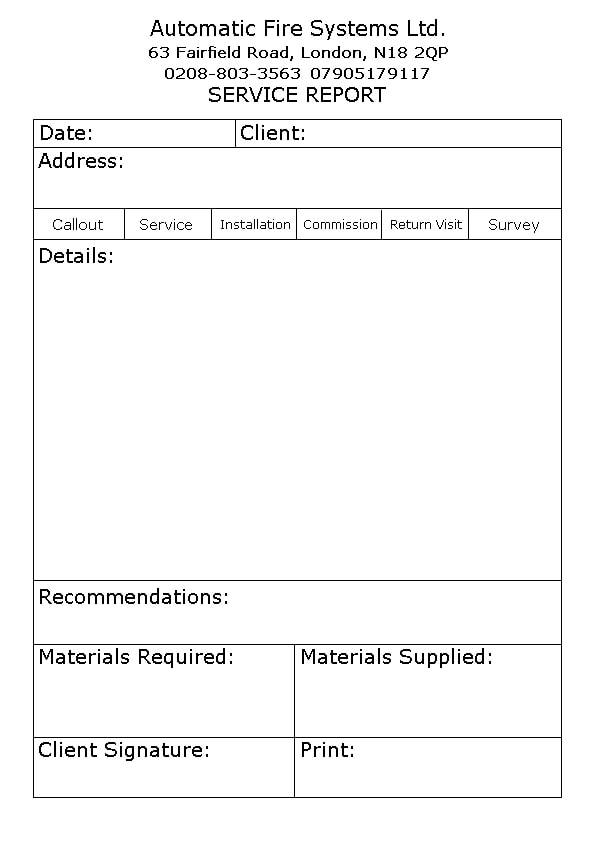 Automatic Fire Systems Ltd.
63 Fairfield Road, London, N18 2QP
0208-803-3563 07905179117
SERVICE REPORT
Date: Client:
Address:
Callout Service Installation Commission Return Visit Survey
Details:
Recommendations:
Materials Required: Materials Supplied:
Client Signature: Print: